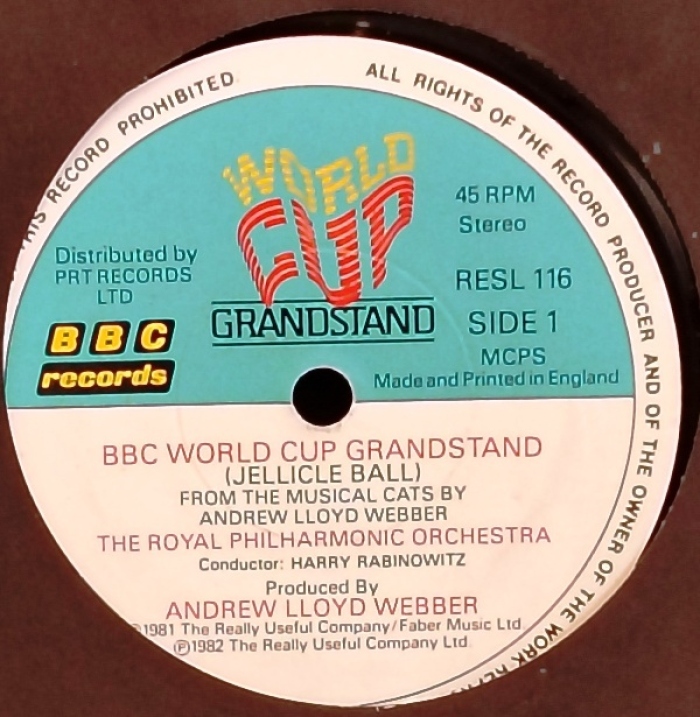 ALL RIGHTS OF THE RECORD PRODUCER AND OF THE OWNER OF THE WORK
RECORD PROHIBITED
WORLD
CUP
GRANDSTAND
45 RPM
Stereo
Distributed by
PRT RECORDS
LTD
RESL 116
SIDE 1
BBC
records
MCPS
Made and Printed in England
BBC WORLD CUP GRANDSTAND
(JELLICLE BALL)
FROM THE MUSICAL CATS BY
ANDREW LLOYD WEBBER
THE ROYAL PHILHARMONIC ORCHESTRA
Conductor: HARRY RABINOWITZ
Produced By
ANDREW LLOYD WEBBER
©1981 The Really Useful Company/Faber Music Ltd.
℗1982 The Really Useful Company Ltd.